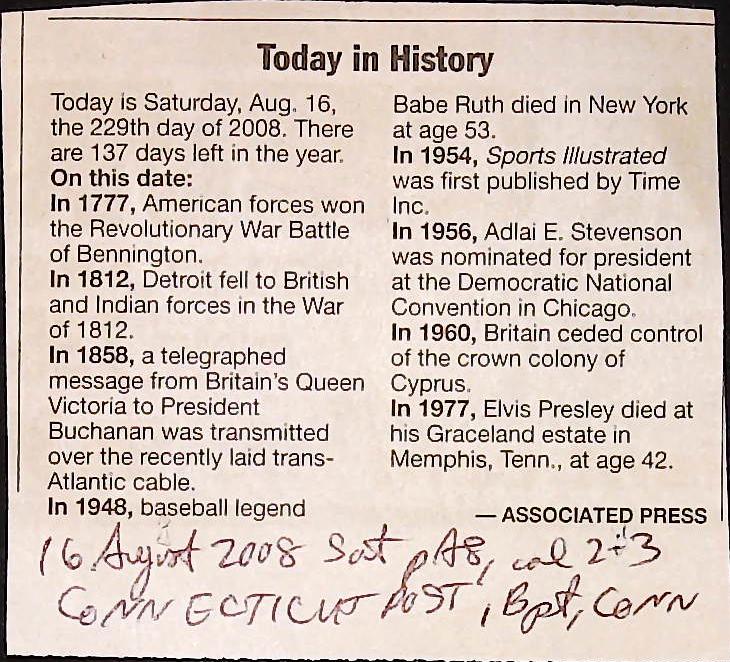 Today in History
Today is Saturday, Aug. 16,
the 229th day of 2008. There
are 137 days left in the year.
On this date:
In 1777, American forces won
the Revolutionary War Battle
of Bennington.
In 1812, Detroit fell to British
and Indian forces in the War
of 1812.
In 1858, a telegraphed
message from Britain's Queen
Victoria to President
Buchanan was transmitted
over the recently laid trans-
Atlantic cable.
In 1948, baseball legend
Babe Ruth died in New York
at age 53.
In 1954, Sports Illustrated
was first published by Time
Inc.
In 1956, Adlai E. Stevenson
was nominated for president
at the Democratic National
Convention in Chicago.
In 1960, Britain ceded control
of the crown colony of
Cyprus.
In 1977, Elvis Presley died at
his Graceland estate in
Memphis, Tenn., at age 42.
— ASSOCIATED PRESS
16 August 2008 Sat pA8, col 2+3
CONNECTICUT POST, Bpt, CONN